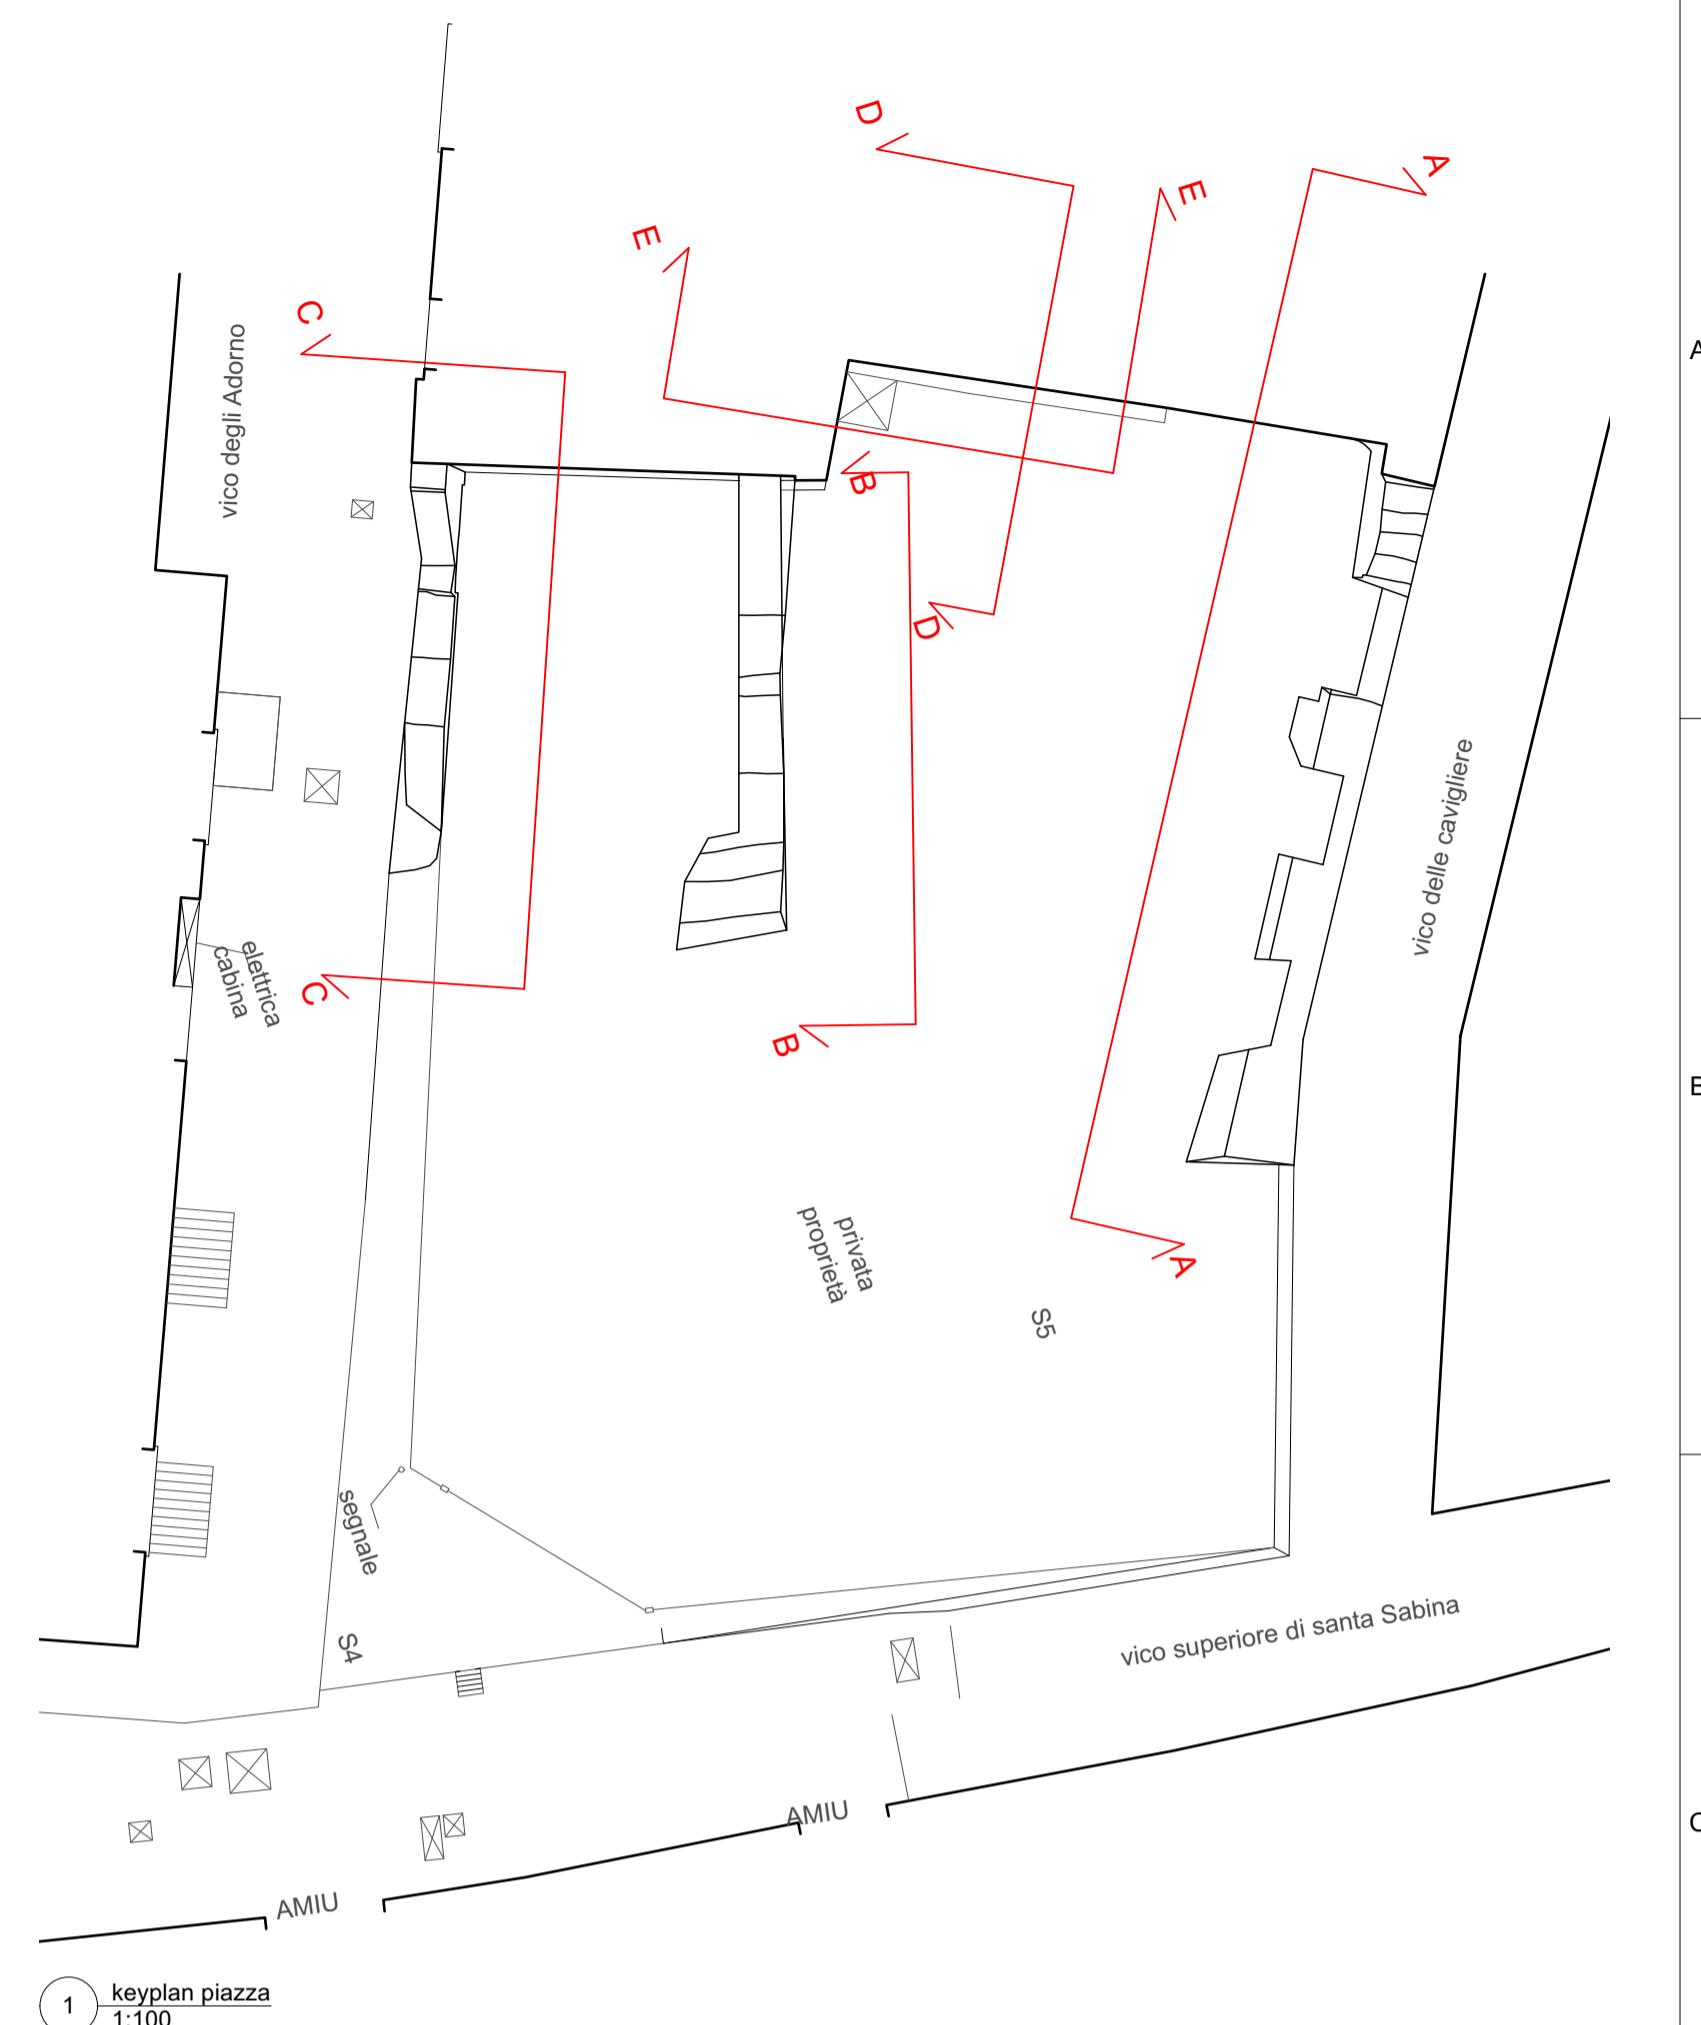 D
A
E
E
C
vico degli Adorno
A
B
D
vico delle cavigliere
elettrica
cabina
C
B
B
privata
proprietà
A
S5
segnale
S4
vico superiore di santa Sabina
AMIU
C
AMIU
1
keyplan piazza
1:100